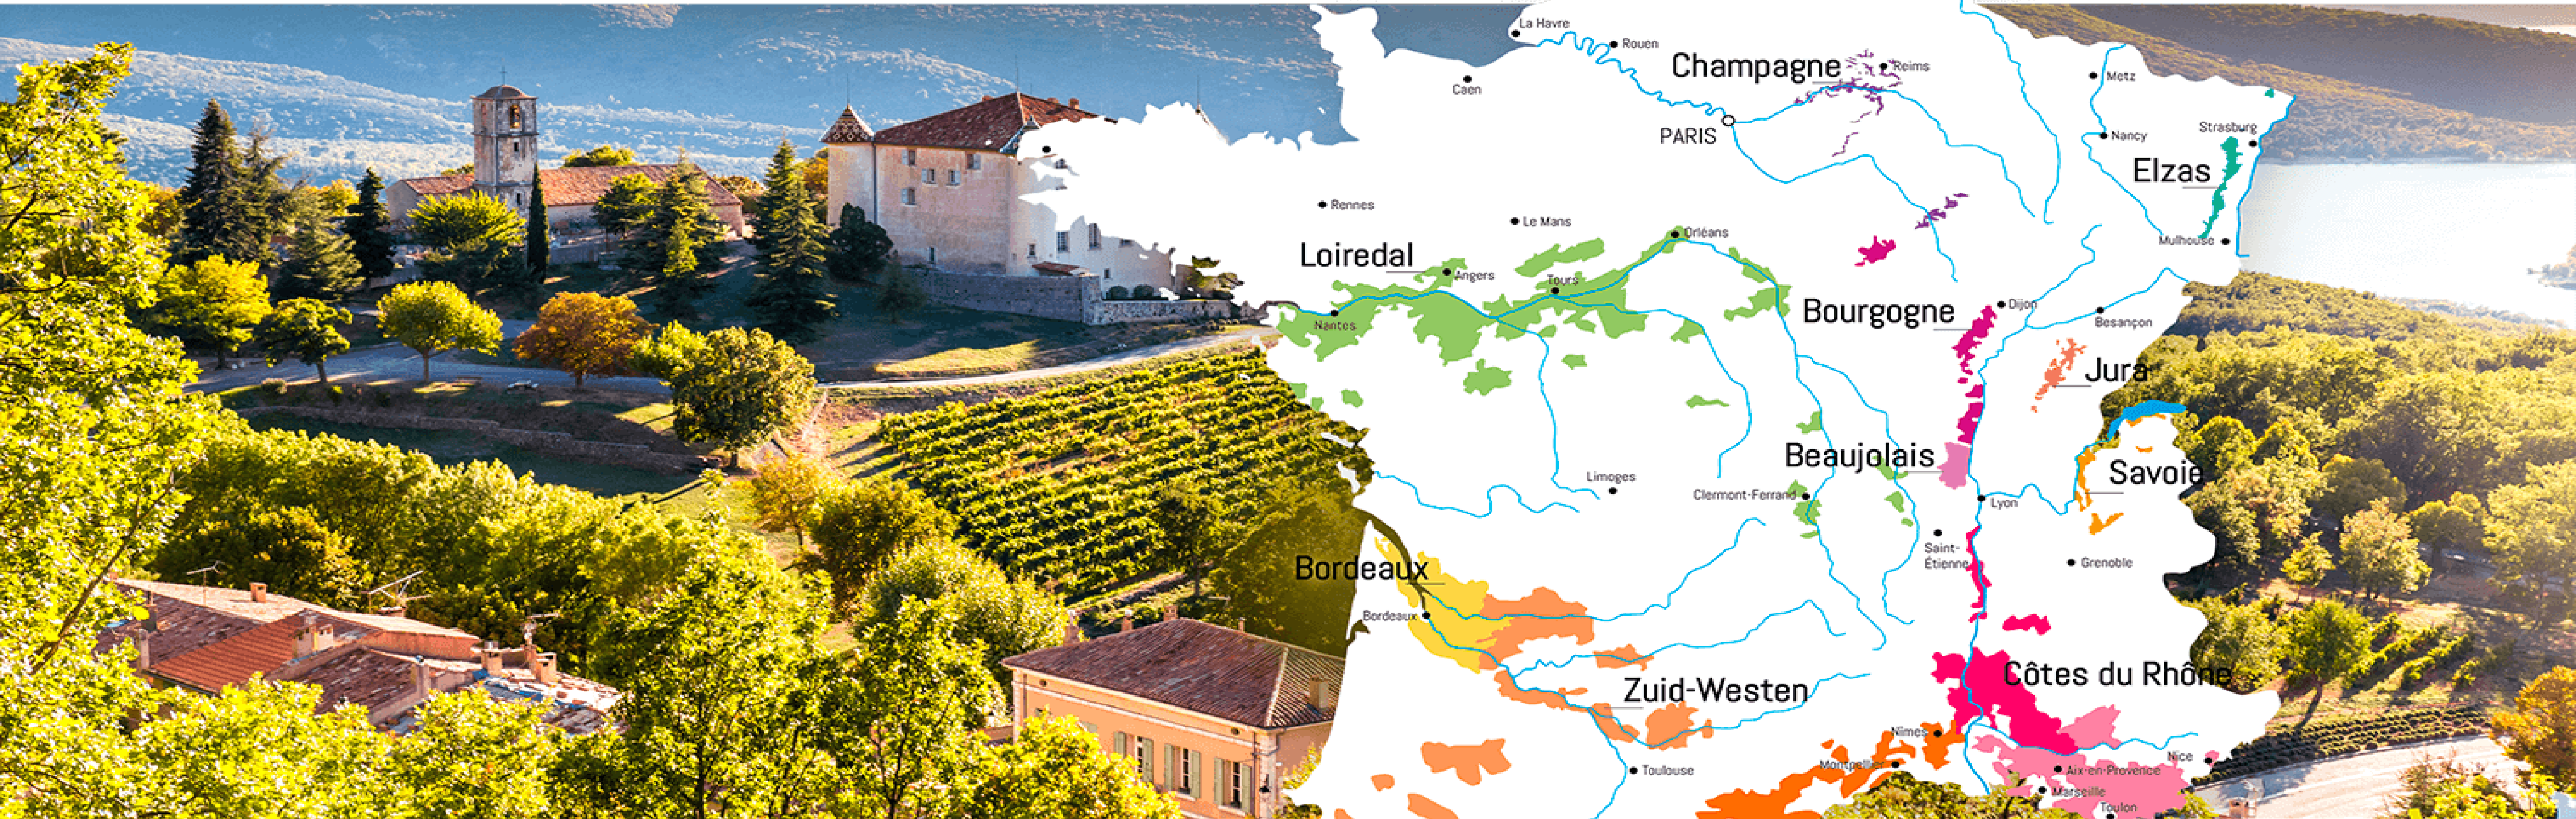 La Havre
Rouen
Caen
Champagne
Reims
Metz
PARIS
Nancy
Strasburg
Elzas
Rennes
Le Mans
Orléans
Mulhouse
Loiredal
Angers
Tours
Nantes
Bourgogne
Dijon
Besançon
Jura
Beaujolais
Savoie
Limoges
Clermont-Ferrand
Lyon
Saint-
Étienne
Grenoble
Bordeaux
Bordeaux
Côtes du Rhône
Zuid-Westen
Nimes
Nice
Montpellier
Toulouse
Aix-en-Provence
Marseille
Toulon